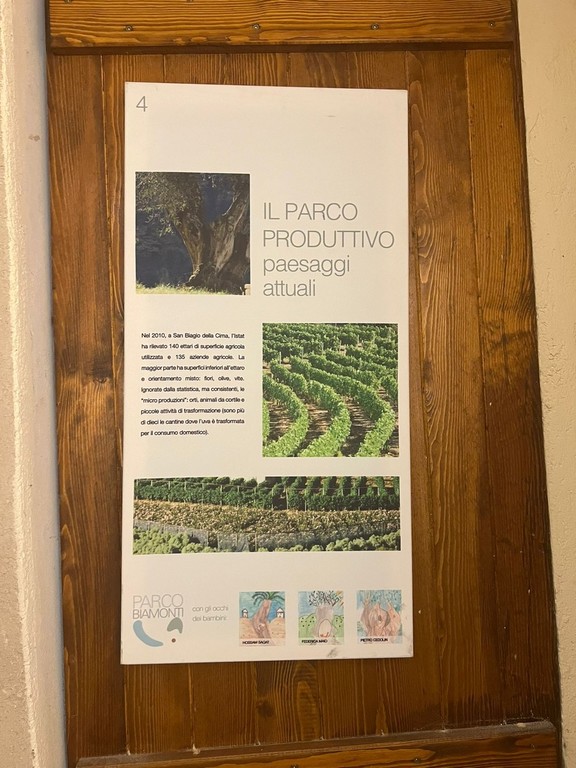 4
IL PARCO
PRODUTTIVO
paesaggi
attuali
Nel 2010, a San Biagio della Cima, l'Istat
ha rilevato 140 ettari di superficie agricola
utilizzata e 135 aziende agricole. La
maggior parte ha superfici inferiori all'ettaro
e orientamento misto: fiori, olive, vite.
Ignorate dalla statistica, ma consistenti, le
"micro produzioni": orti, animali da cortile e
piccole attività di trasformazione (sono più
di dieci le cantine dove l'uva è trasformata
per il consumo domestico).
PARCO
BIAMONTI
con gli occhi
dei bambini